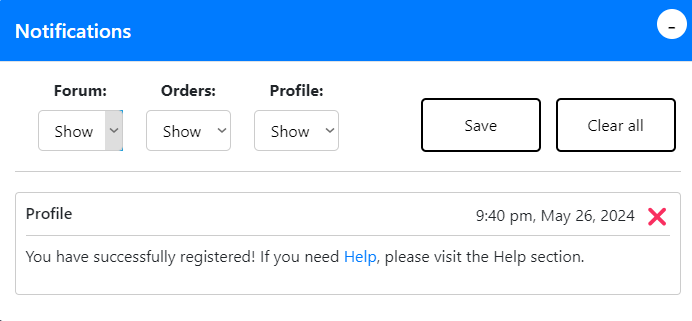 Notifications
-
Forum: Orders: Profile:
Show Show Show Save Clear all
Profile 9:40 pm, May 26, 2024
You have successfully registered! If you need Help, please visit the Help section.